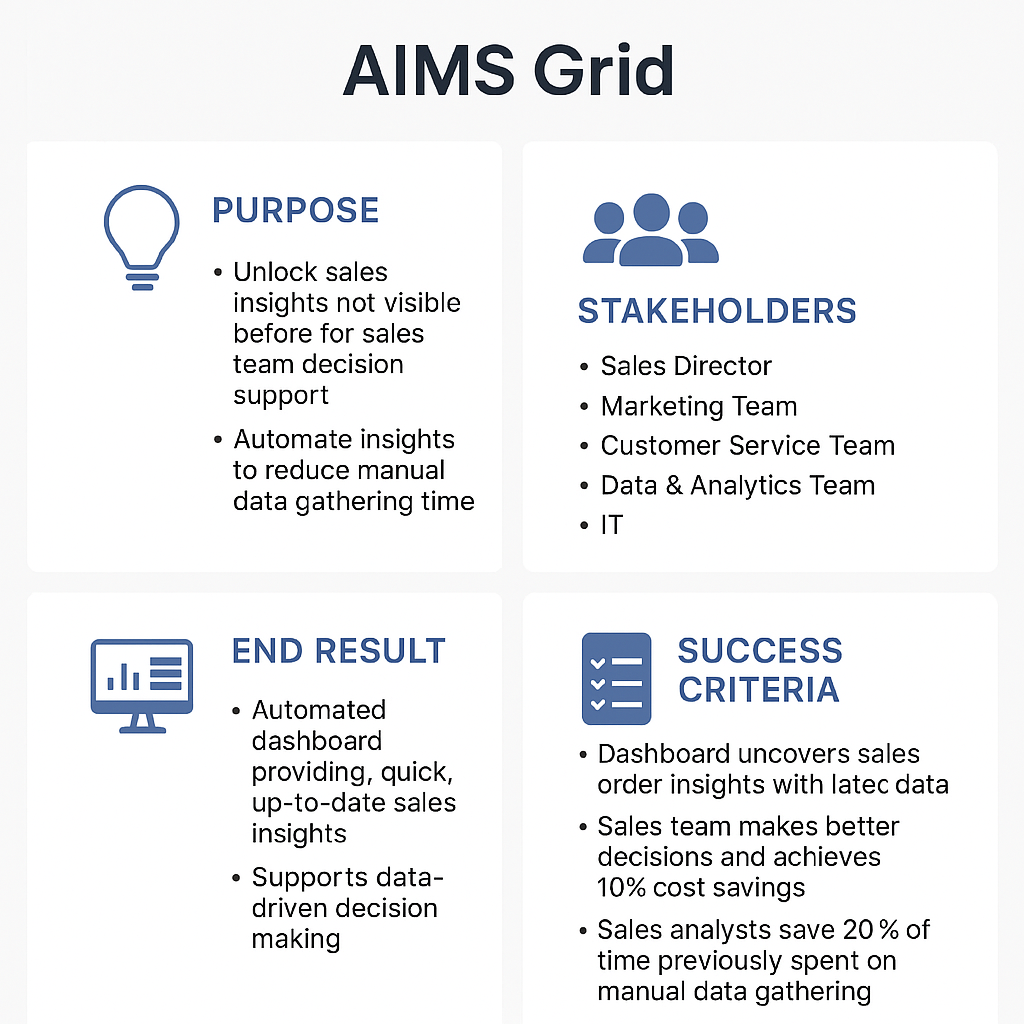 AIMS Grid
PURPOSE
• Unlock sales
insights not visible
before for sales
team decision
support
• Automate insights
to reduce manual
data gathering time
STAKEHOLDERS
• Sales Director
• Marketing Team
• Customer Service Team
• Data & Analytics Team
• IT
END RESULT
• Automated
dashboard
providing, quick,
up-to-date sales
insights
• Supports data-
driven decision
making
SUCCESS
CRITERIA
• Dashboard uncovers sales
order insights with latec data
• Sales team makes better
decisions and achieves
10% cost savings
• Sales analysts save 20 % of
time previously spent on
manual data gathering